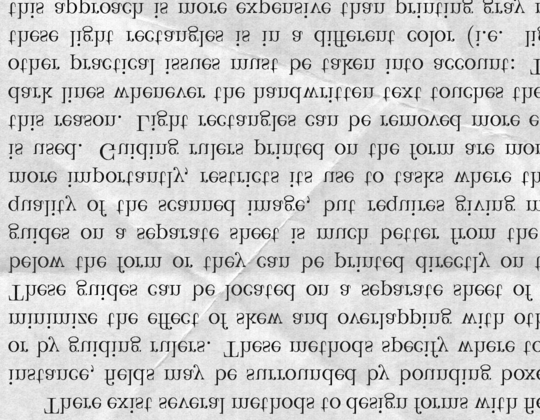 There exist several methods to design forms with
instance, fields may be surrounded by bounding
or by guiding rulers. These methods specify where to
minimize the effect of skew and overlapping with
These guides can be located on a separate sheet of
below the form or they can be printed directly on
guides on a separate sheet is much better from the
quality of the scanned image, but requires giving
more importantly, restricts its use to tasks where
is used. Guiding rulers printed on the form are
this reason. Light rectangles can be removed more
dark lines whenever the handwritten text touches the
other practical issues must be taken into account:
these light rectangles is in a different color (i.e.
this approach is more expensive than printing gray